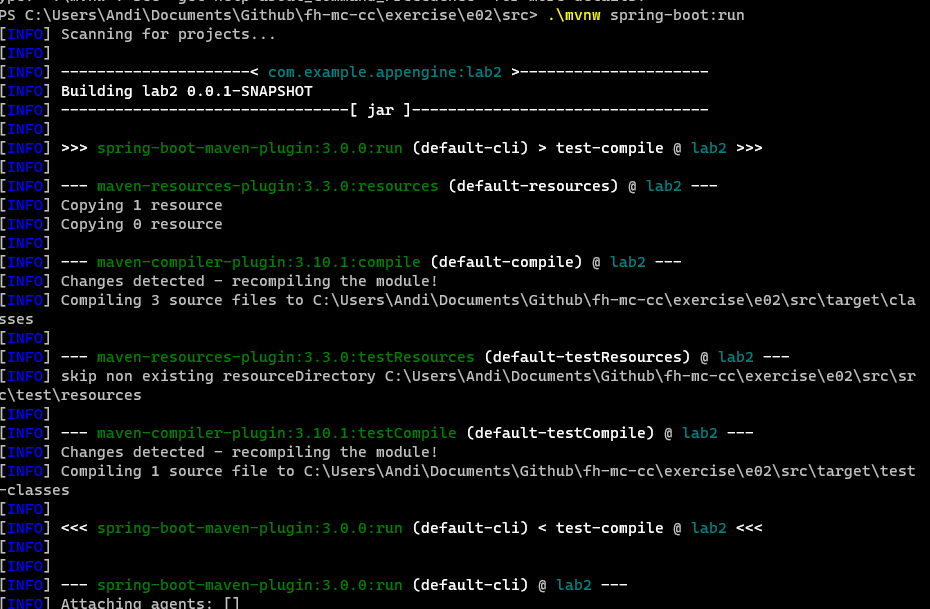 PS C:\Users\Andi\Documents\Github\fh-mc-cc\exercise\e02\src> .\mvnw spring-boot:run
[INFO] Scanning for projects...
[INFO]
[INFO] ---------------------< com.example.appengine:lab2 >---------------------
[INFO] Building lab2 0.0.1-SNAPSHOT
[INFO] --------------------------------[ jar ]---------------------------------
[INFO]
[INFO] >>> spring-boot-maven-plugin:3.0.0:run (default-cli) > test-compile @ lab2 >>>
[INFO]
[INFO] --- maven-resources-plugin:3.3.0:resources (default-resources) @ lab2 ---
[INFO] Copying 1 resource
[INFO] Copying 0 resource
[INFO]
[INFO] --- maven-compiler-plugin:3.10.1:compile (default-compile) @ lab2 ---
[INFO] Changes detected - recompiling the module!
[INFO] Compiling 3 source files to C:\Users\Andi\Documents\Github\fh-mc-cc\exercise\e02\src\target\cla
sses
[INFO]
[INFO] --- maven-resources-plugin:3.3.0:testResources (default-testResources) @ lab2 ---
[INFO] skip non existing resourceDirectory C:\Users\Andi\Documents\Github\fh-mc-cc\exercise\e02\src\sr
c\test\resources
[INFO]
[INFO] --- maven-compiler-plugin:3.10.1:testCompile (default-testCompile) @ lab2 ---
[INFO] Changes detected - recompiling the module!
[INFO] Compiling 1 source file to C:\Users\Andi\Documents\Github\fh-mc-cc\exercise\e02\src\target\test
-classes
[INFO]
[INFO] <<< spring-boot-maven-plugin:3.0.0:run (default-cli) < test-compile @ lab2 <<<
[INFO]
[INFO]
[INFO] --- spring-boot-maven-plugin:3.0.0:run (default-cli) @ lab2 ---
[INFO] Attaching agents: []